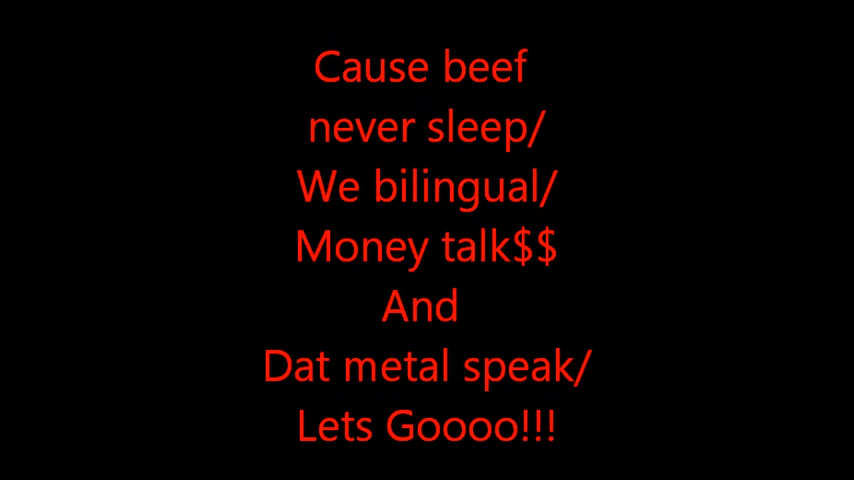 Cause beef
never sleep/
We bilingual/
Money talk$$
And
Dat metal speak/
Lets Goooo!!!